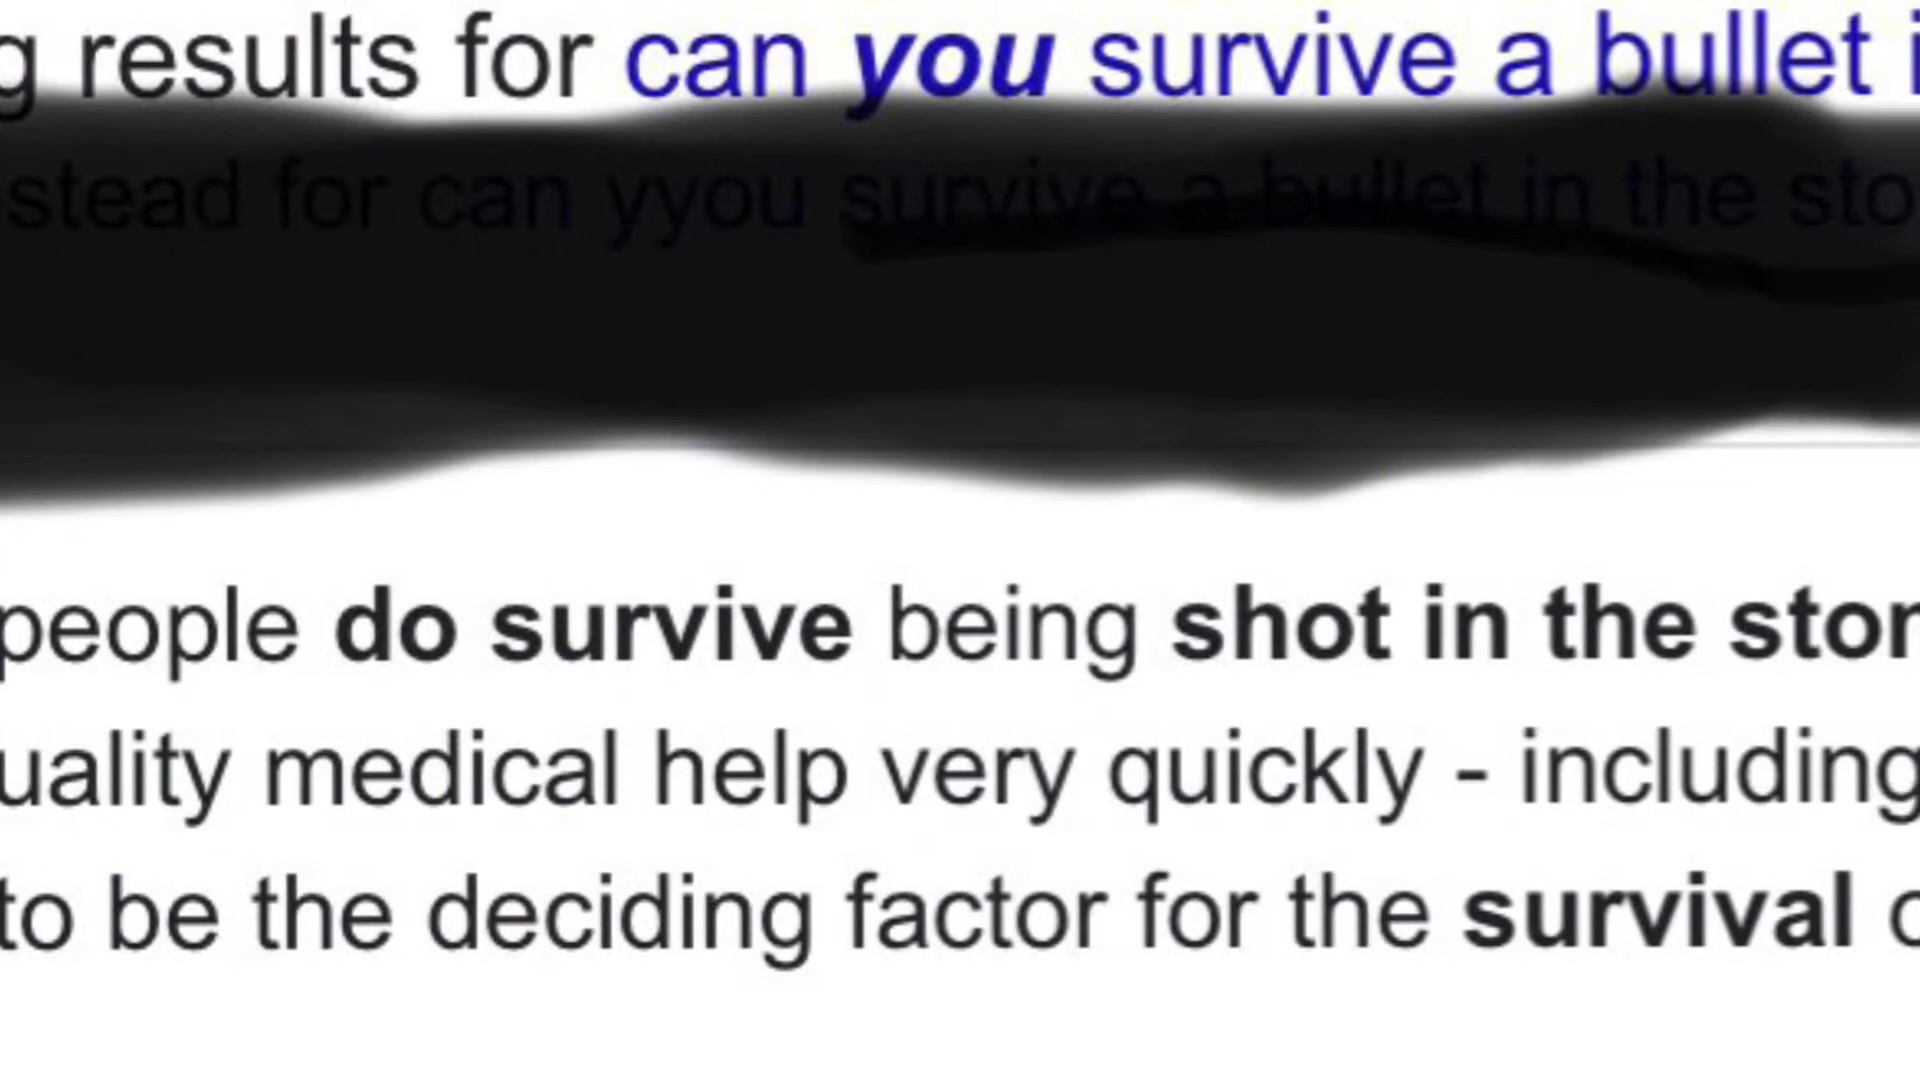 g results for can you survive a bullet i
stead for can yyou survive a bullet in the sto
people do survive being shot in the stor
uality medical help very quickly - including
to be the deciding factor for the survival c